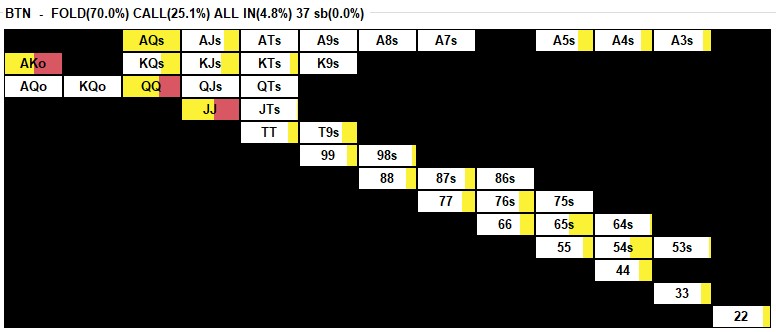 BTN - FOLD(70.0%) CALL(25.1%) ALL IN(4.8%) 37 sb(0.0%)
AQs AJs ATs A9s A8s A7s A5s A4s A3s
AKo KQs KJs KTs K9s
AQo KQo QQ QJs QTs
JJ JTs
TT T9s
99 98s
88 87s 86s
77 76s 75s
66 65s 64s
55 54s 53s
44
33
22